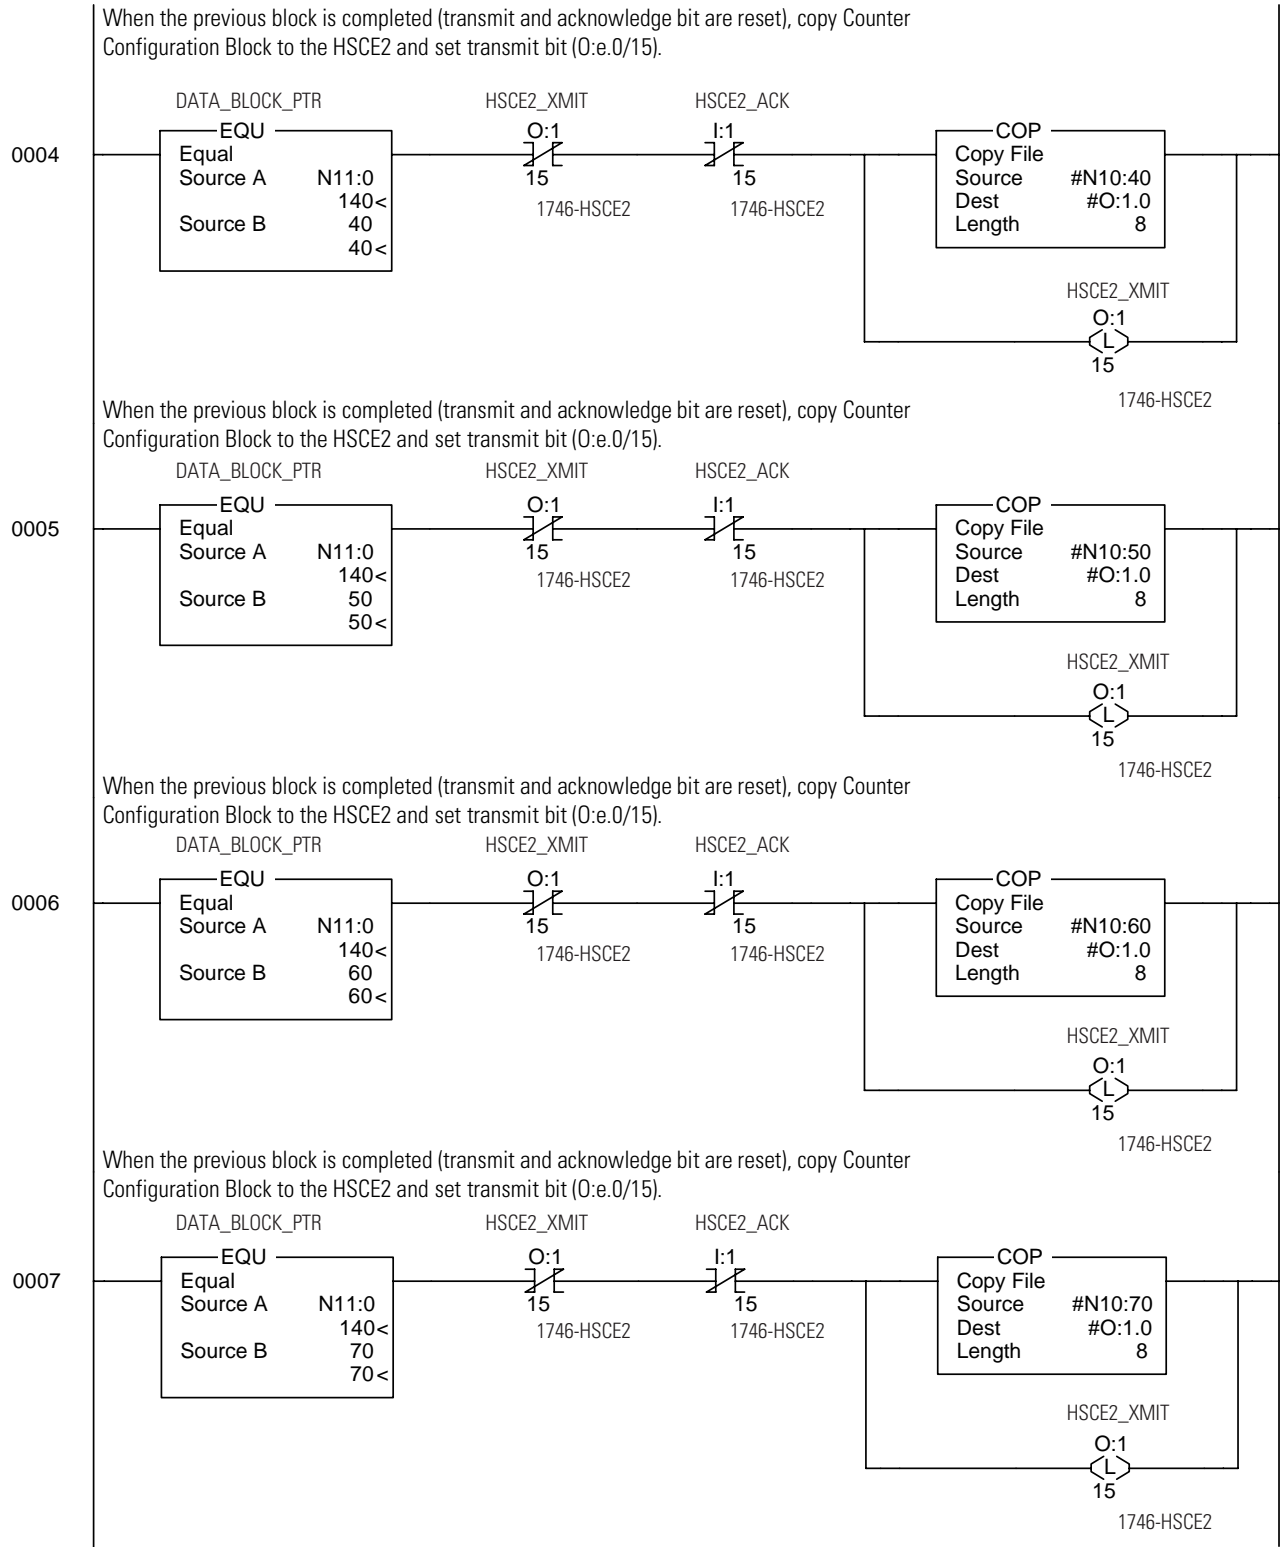 When the previous block is completed (transmit and acknowledge bit are reset), copy Counter
Configuration Block to the HSCE2 and set transmit bit (O:e.0/15).
DATA_BLOCK_PTR HSCE2_XMIT HSCE2_ACK
EQU O:1 I:1 COP
0004 Equal Copy File
Source A N11:0 15 15 Source #N10:40
140< 1746-HSCE2 1746-HSCE2 Dest #O:1.0
Source B 40 Length 8
40<
HSCE2_XMIT
O:1
L
15
1746-HSCE2
When the previous block is completed (transmit and acknowledge bit are reset), copy Counter
Configuration Block to the HSCE2 and set transmit bit (O:e.0/15).
DATA_BLOCK_PTR HSCE2_XMIT HSCE2_ACK
EQU O:1 I:1 COP
0005 Equal Copy File
Source A N11:0 15 15 Source #N10:50
140< 1746-HSCE2 1746-HSCE2 Dest #O:1.0
Source B 50 Length 8
50<
HSCE2_XMIT
O:1
L
15
1746-HSCE2
When the previous block is completed (transmit and acknowledge bit are reset), copy Counter
Configuration Block to the HSCE2 and set transmit bit (O:e.0/15).
DATA_BLOCK_PTR HSCE2_XMIT HSCE2_ACK
EQU O:1 I:1 COP
0006 Equal Copy File
Source A N11:0 15 15 Source #N10:60
140< 1746-HSCE2 1746-HSCE2 Dest #O:1.0
Source B 60 Length 8
60<
HSCE2_XMIT
O:1
L
15
1746-HSCE2
When the previous block is completed (transmit and acknowledge bit are reset), copy Counter
Configuration Block to the HSCE2 and set transmit bit (O:e.0/15).
DATA_BLOCK_PTR HSCE2_XMIT HSCE2_ACK
EQU O:1 I:1 COP
0007 Equal Copy File
Source A N11:0 15 15 Source #N10:70
140< 1746-HSCE2 1746-HSCE2 Dest #O:1.0
Source B 70 Length 8
70<
HSCE2_XMIT
O:1
L
15
1746-HSCE2